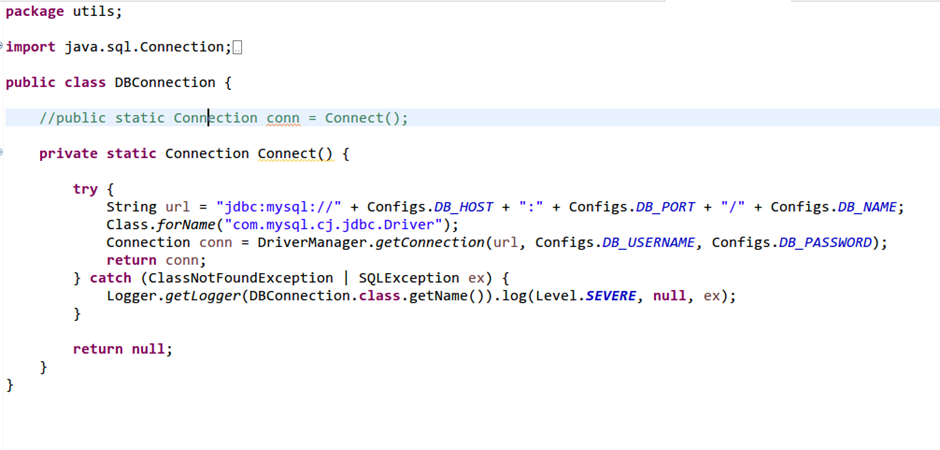 package utils;
import java.sql.Connection;
public class DBConnection {
//public static Connection conn = Connect();
private static Connection Connect() {
try {
String url = "jdbc:mysql://" + Configs.DB_HOST + ":" + Configs.DB_PORT + "/" + Configs.DB_NAME;
Class.forName("com.mysql.cj.jdbc.Driver");
Connection conn = DriverManager.getConnection(url, Configs.DB_USERNAME, Configs.DB_PASSWORD);
return conn;
} catch (ClassNotFoundException | SQLException ex) {
Logger.getLogger(DBConnection.class.getName()).log(Level.SEVERE, null, ex);
}
return null;
}
}